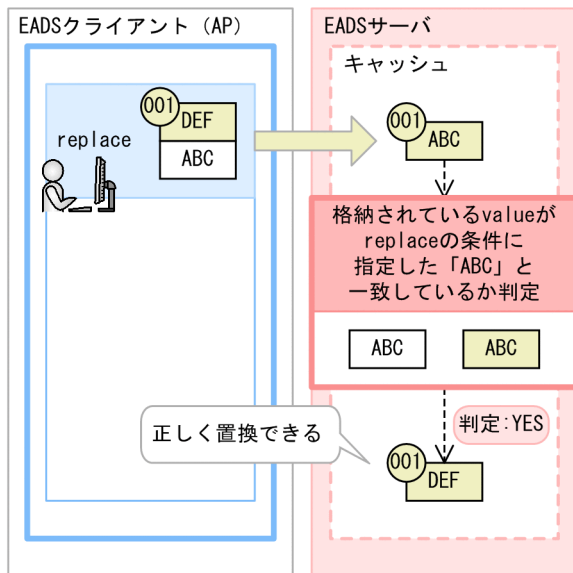 EADSクライアント（AP）
replace
001
DEF
ABC
EADSサーバ
キャッシュ
001
ABC
格納されているvalueが
replaceの条件に
指定した「ABC」と
一致しているか判定
ABC
ABC
判定:YES
正しく置換できる
001
DEF